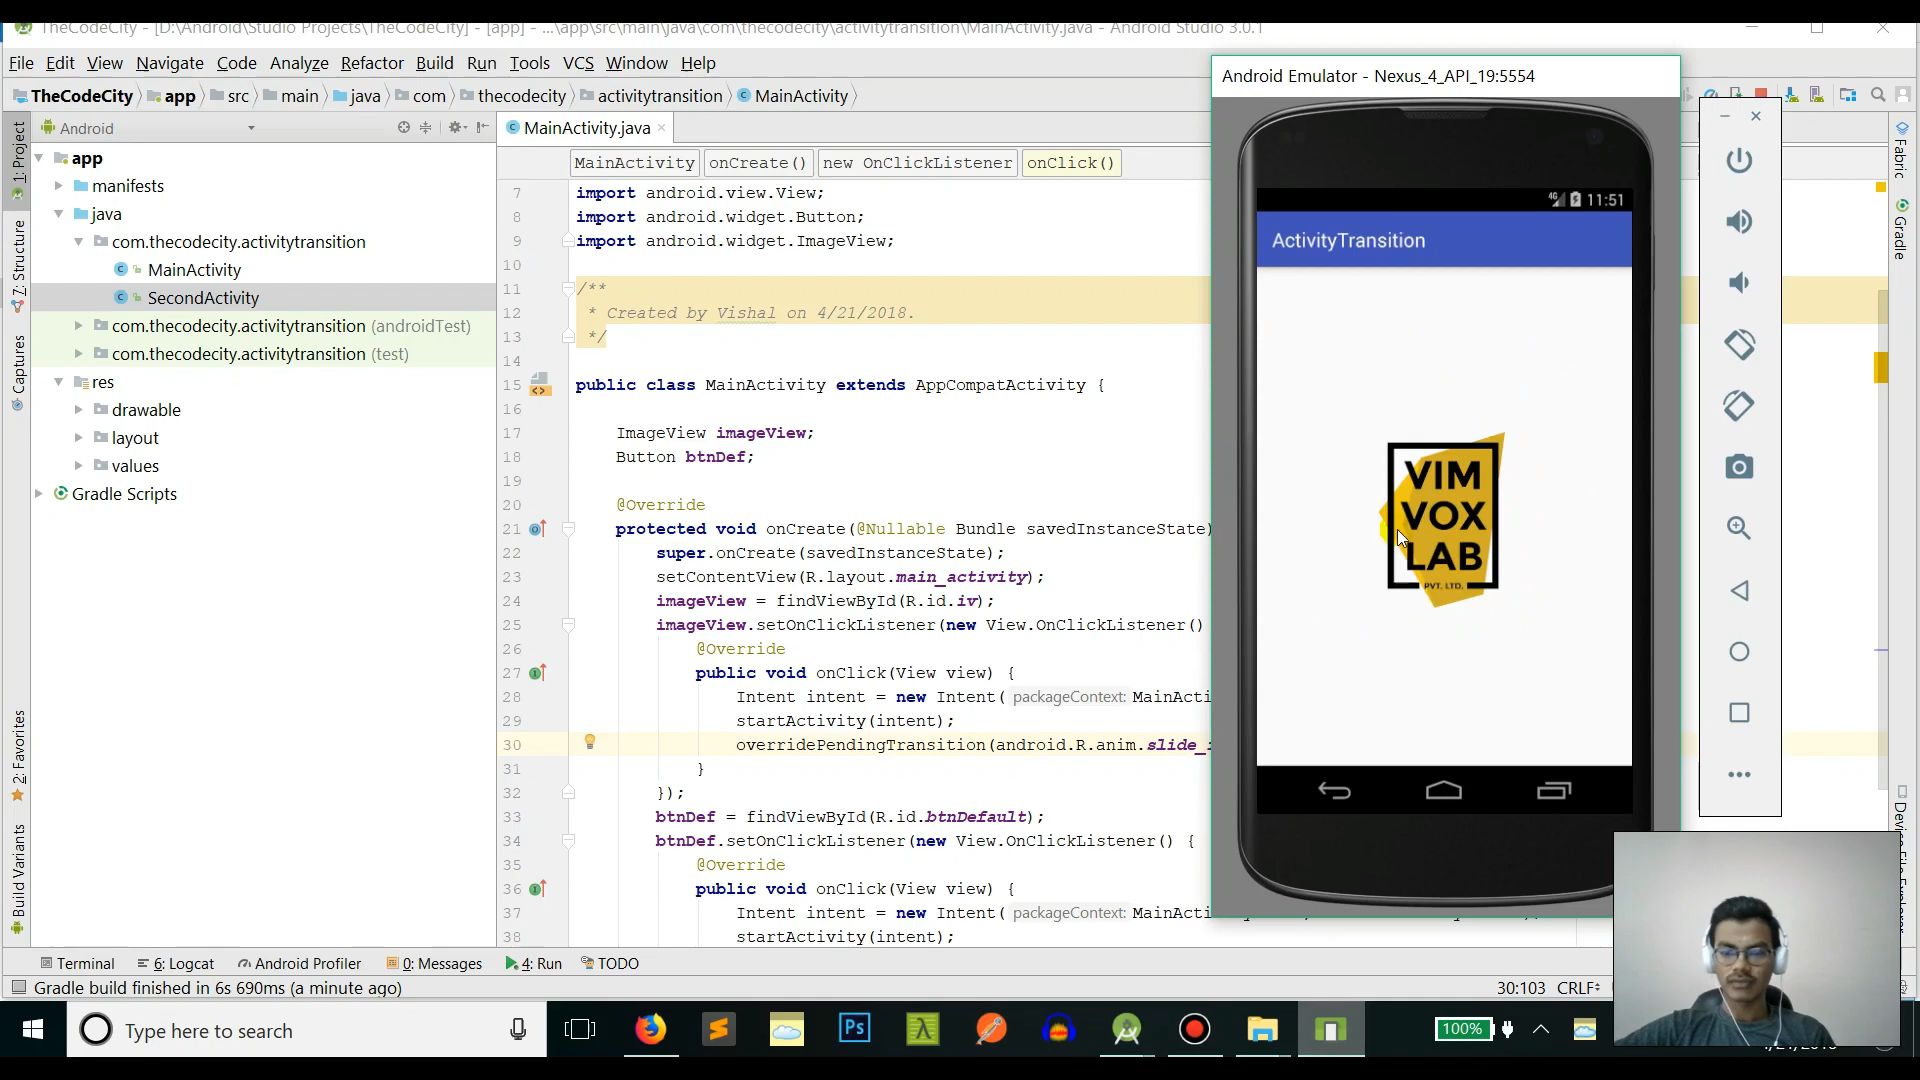 TheCodeCity - [D:\Android\Studio Projects\TheCodeCity] - [app] - ...\app\src\main\java\com\thecodecity\activitytransition\MainActivity.java - Android Studio 3.0.1
File Edit View Navigate Code Analyze Refactor Build Run Tools VCS Window Help
TheCodeCity app src main java com thecodecity activitytransition MainActivity
Android
MainActivity.java
1: Project
7: Structure
Captures
2: Favorites
Build Variants
app
manifests
java
com.thecodecity.activitytransition
MainActivity
SecondActivity
com.thecodecity.activitytransition (androidTest)
com.thecodecity.activitytransition (test)
res
drawable
layout
values
Gradle Scripts
MainActivity onCreate() new OnClickListener onClick()
7 import android.view.View;
8 import android.widget.Button;
9 import android.widget.ImageView;
10
11 /**
12 * Created by Vishal on 4/21/2018.
13 */
14
15 public class MainActivity extends AppCompatActivity {
16
17 ImageView imageView;
18 Button btnDef;
19
20 @Override
21 protected void onCreate(@Nullable Bundle savedInstanceState)
22 super.onCreate(savedInstanceState);
23 setContentView(R.layout.main_activity);
24 imageView = findViewById(R.id.iv);
25 imageView.setOnClickListener(new View.OnClickListener()
26 @Override
27 public void onClick(View view) {
28 Intent intent = new Intent( packageContext: MainActi
29 startActivity(intent);
30 overridePendingTransition(android.R.anim.slide_
31 }
32 });
33 btnDef = findViewById(R.id.btnDefault);
34 btnDef.setOnClickListener(new View.OnClickListener() {
35 @Override
36 public void onClick(View view) {
37 Intent intent = new Intent( packageContext: MainActi
38 startActivity(intent);
Android Emulator - Nexus_4_API_19:5554
4G 11:51
ActivityTransition
VIM
VOX
LAB
PVT. LTD.
Fabric
Gradle
Terminal 6: Logcat Android Profiler 0: Messages 4: Run TODO
Gradle build finished in 6s 690ms (a minute ago)
30:103 CRLF
Type here to search
Ps
100%